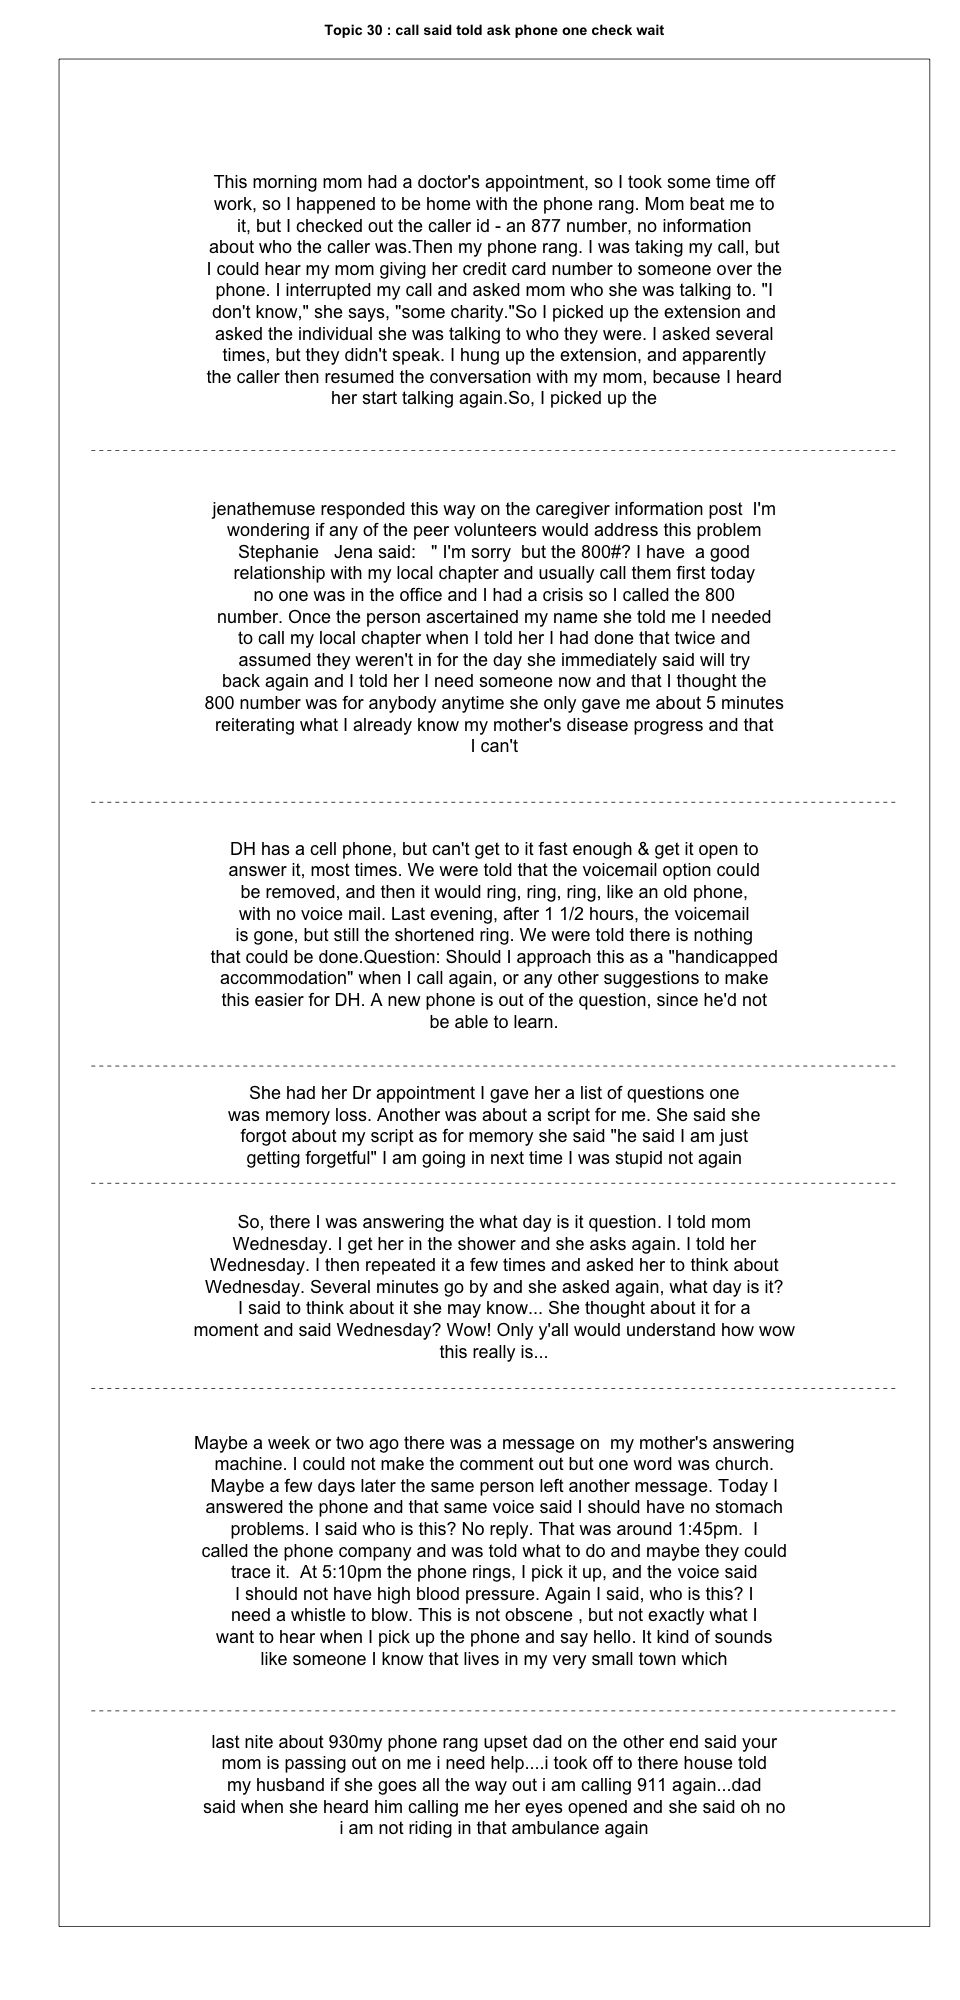 Topic 30 : call said told ask phone one check wait
This morning mom had a doctor's appointment, so I took some time off
work, so I happened to be home with the phone rang. Mom beat me to
it, but I checked out the caller id - an 877 number, no information
about who the caller was.Then my phone rang. I was taking my call, but
I could hear my mom giving her credit card number to someone over the
phone. I interrupted my call and asked mom who she was talking to. "I
don't know," she says, "some charity."So I picked up the extension and
asked the individual she was talking to who they were. I asked several
times, but they didn't speak. I hung up the extension, and apparently
the caller then resumed the conversation with my mom, because I heard
her start talking again.So, I picked up the
jenathemuse responded this way on the caregiver information post  I'm
wondering if any of the peer volunteers would address this problem
Stephanie   Jena said:   " I'm sorry  but the 800#? I have  a good
relationship with my local chapter and usually call them first today
no one was in the office and I had a crisis so I called the 800
number. Once the person ascertained my name she told me I needed
to call my local chapter when I told her I had done that twice and
assumed they weren't in for the day she immediately said will try
back again and I told her I need someone now and that I thought the
800 number was for anybody anytime she only gave me about 5 minutes
reiterating what I already know my mother's disease progress and that
I can't
DH has a cell phone, but can't get to it fast enough & get it open to
answer it, most times. We were told that the voicemail option could
be removed, and then it would ring, ring, ring, like an old phone,
with no voice mail. Last evening, after 1 1/2 hours, the voicemail
is gone, but still the shortened ring. We were told there is nothing
that could be done.Question: Should I approach this as a "handicapped
accommodation" when I call again, or any other suggestions to make
this easier for DH. A new phone is out of the question, since he'd not
be able to learn.
She had her Dr appointment I gave her a list of questions one
was memory loss. Another was about a script for me. She said she
forgot about my script as for memory she said "he said I am just
getting forgetful" I am going in next time I was stupid not again
So, there I was answering the what day is it question. I told mom
Wednesday. I get her in the shower and she asks again. I told her
Wednesday. I then repeated it a few times and asked her to think about
Wednesday. Several minutes go by and she asked again, what day is it?
I said to think about it she may know... She thought about it for a
moment and said Wednesday? Wow! Only y'all would understand how wow
this really is...
Maybe a week or two ago there was a message on  my mother's answering
machine. I could not make the comment out but one word was church.
Maybe a few days later the same person left another message. Today I
answered the phone and that same voice said I should have no stomach
problems. I said who is this? No reply. That was around 1:45pm.  I
called the phone company and was told what to do and maybe they could
trace it.  At 5:10pm the phone rings, I pick it up, and the voice said
I should not have high blood pressure. Again I said, who is this? I
need a whistle to blow. This is not obscene , but not exactly what I
want to hear when I pick up the phone and say hello. It kind of sounds
like someone I know that lives in my very small town which
last nite about 930my phone rang upset dad on the other end said your
mom is passing out on me i need help....i took off to there house told
my husband if she goes all the way out i am calling 911 again...dad
said when she heard him calling me her eyes opened and she said oh no
i am not riding in that ambulance again